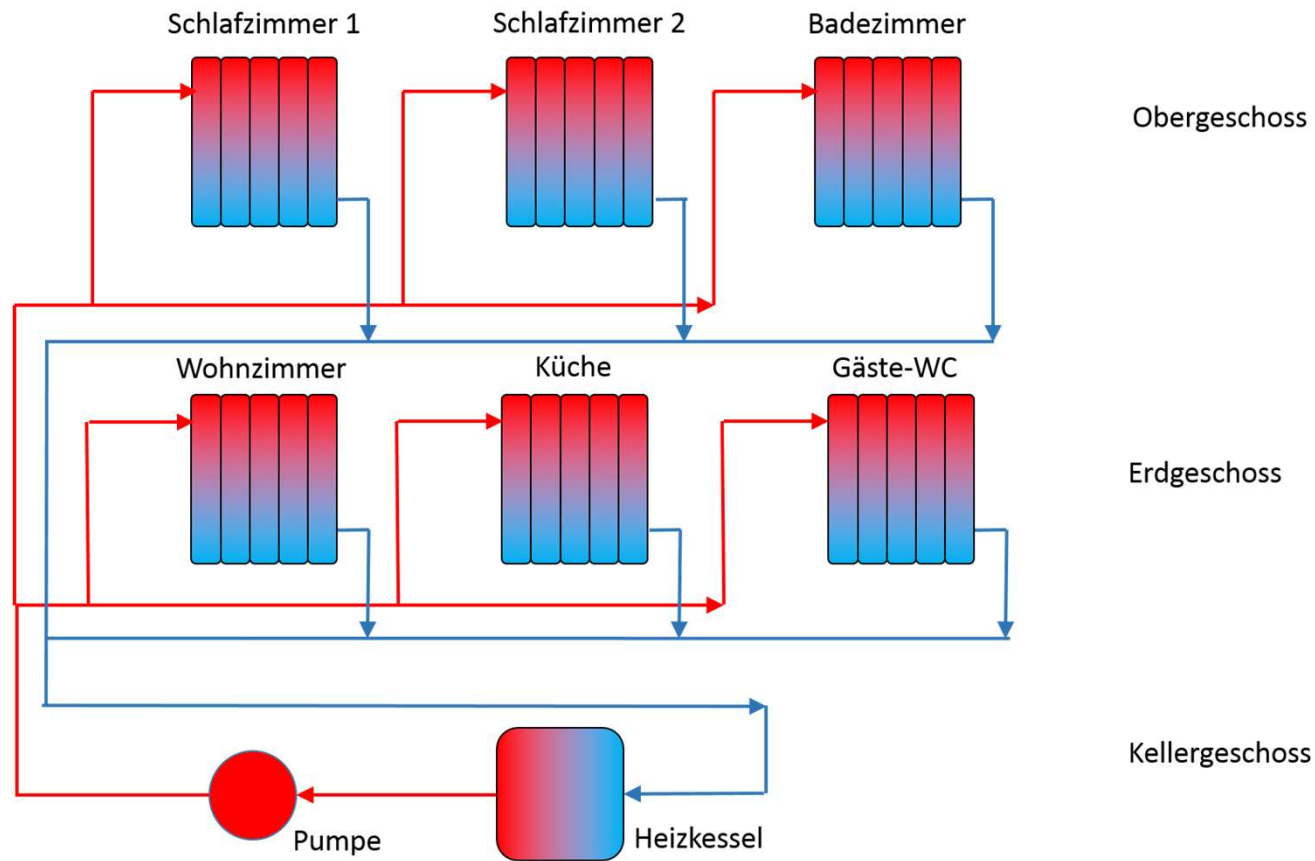 Schlafzimmer 1
Schlafzimmer 2
Badezimmer
Obergeschoss
Wohnzimmer
Küche
Gäste-WC
Erdgeschoss
Kellergeschoss
Pumpe
Heizkessel